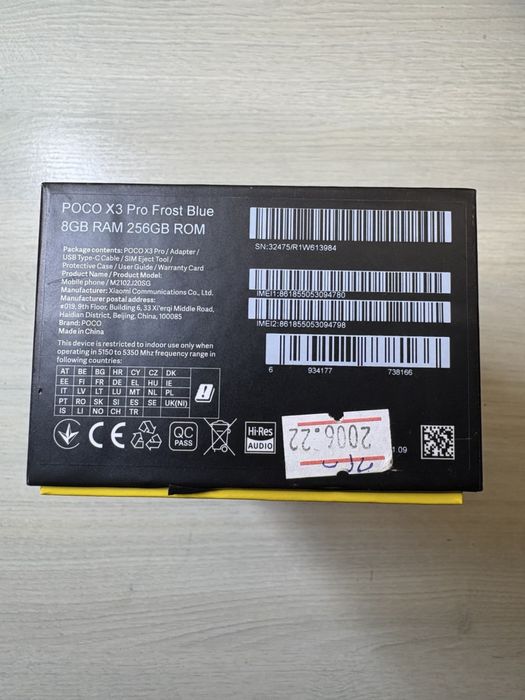 POCO X3 Pro Frost Blue
8GB RAM 256GB ROM
Package contents: POCO X3 Pro / Adapter /
USB Type-C Cable / SIM Eject Tool /
Protective Case / User Guide / Warranty Card
Product Name / Product Model:
Mobile phone / M2102J20SG
Manufacturer: Xiaomi Communications Co., Ltd.
Manufacturer postal address:
#019, 9th Floor, Building 6, 33 Xi'erqi Middle Road,
Haidian District, Beijing, China, 100085
Brand: POCO
Made in China
This device is restricted to indoor use only when
operating in 5150 to 5350 Mhz frequency range in
following countries:
AT BE BG HR CY CZ DK
EE FI FR DE EL HU IE
IT LV LT LU MT NL PL
PT RO SK SI ES SE UK(NI)
IS LI NO CH TR
SN:32475/R1W613984
IMEI1:861855053094780
IMEI2:861855053094798
6 934177 738166
CE
QC
PASS
Hi-Res
AUDIO
2006.22
1.09